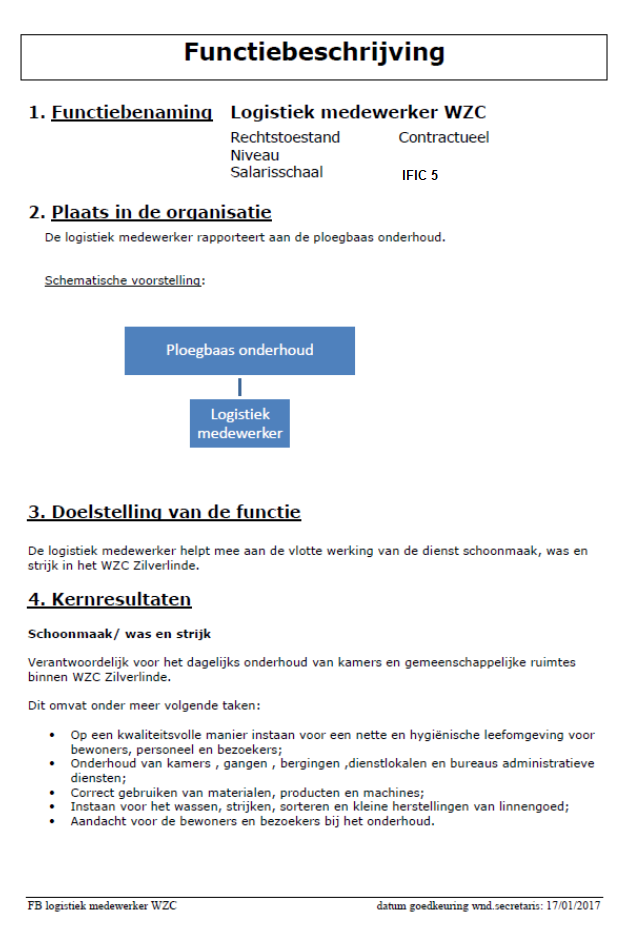 Functiebeschrijving
1. Functiebenaming Logistiek medewerker WZC
Rechtstoestand Contractueel
Niveau
Salarisschaal IFIC 5
2. Plaats in de organisatie
De logistiek medewerker rapporteert aan de ploegbaas onderhoud.
Schematische voorstelling:
Ploegbaas onderhoud
Logistiek
medewerker
3. Doelstelling van de functie
De logistiek medewerker helpt mee aan de vlotte werking van de dienst schoonmaak, was en
strijk in het WZC Zilverlinde.
4. Kernresultaten
Schoonmaak/ was en strijk
Verantwoordelijk voor het dagelijks onderhoud van kamers en gemeenschappelijke ruimtes
binnen WZC Zilverlinde.
Dit omvat onder meer volgende taken:
• Op een kwaliteitsvolle manier instaan voor een nette en hygiënische leefomgeving voor
bewoners, personeel en bezoekers;
• Onderhoud van kamers , gangen , bergingen ,dienstlokalen en bureaus administratieve
diensten;
• Correct gebruiken van materialen, producten en machines;
• Instaan voor het wassen, strijken, sorteren en kleine herstellingen van linnengoed;
• Aandacht voor de bewoners en bezoekers bij het onderhoud.
FB logistiek medewerker WZC datum goedkeuring wnd.secretaris: 17/01/2017